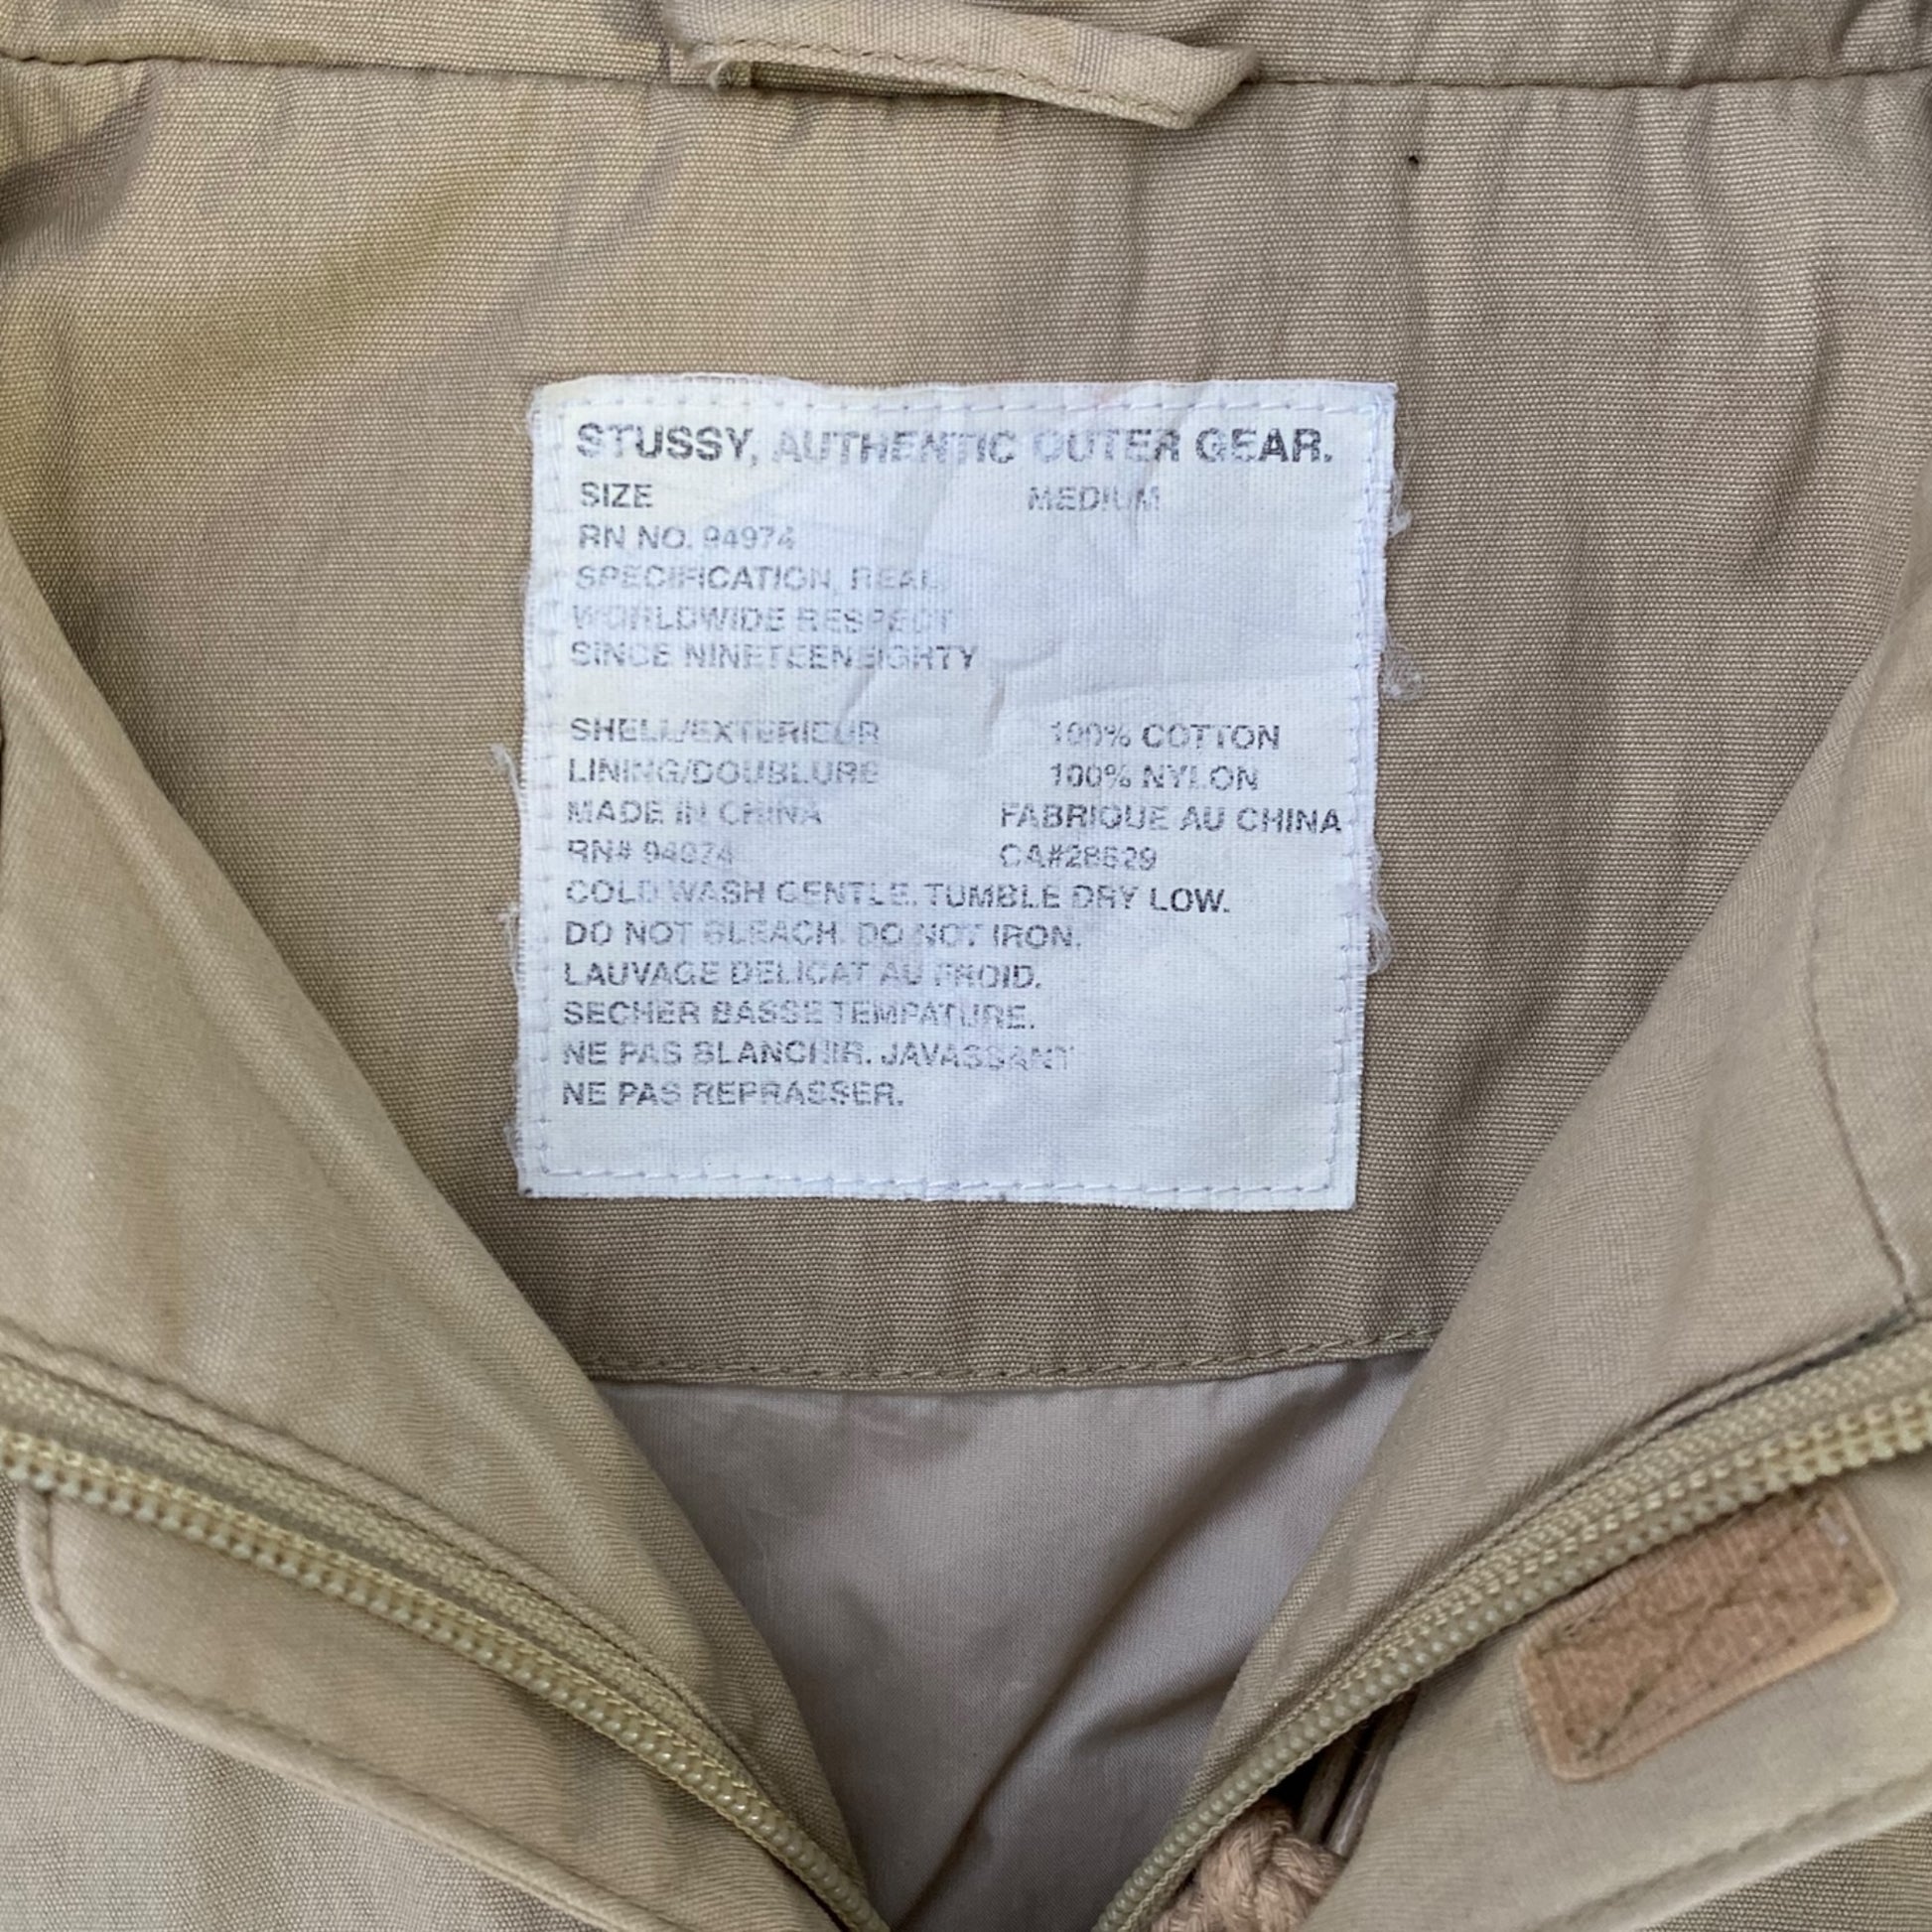 STUSSY, AUTHENTIC OUTER GEAR.
SIZE MEDIUM
RN NO. 94974
SPECIFICATION, REAL,
WORLDWIDE RESPECT
SINCE NINETEENEIGHTY
SHELL/EXTERIEUR 100% COTTON
LINING/DOUBLURE 100% NYLON
MADE IN CHINA FABRIQUE AU CHINA
RN# 94974 CA#28629
COLD WASH GENTLE. TUMBLE DRY LOW.
DO NOT BLEACH. DO NOT IRON.
LAUVAGE DELICAT AU FROID.
SECHER BASSE TEMPATURE.
NE PAS BLANCHIR. JAVASSANT
NE PAS REPRASSER.